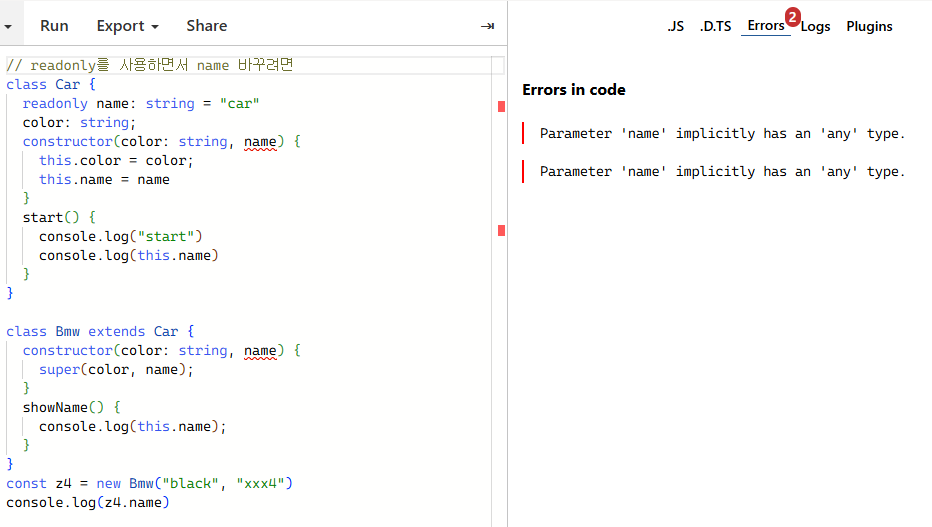 Run Export Share
.JS .D.TS Errors 2 Logs Plugins
// readonly를 사용하면서 name 바꾸려면
class Car {
  readonly name: string = "car"
  color: string;
  constructor(color: string, name) {
    this.color = color;
    this.name = name
  }
  start() {
    console.log("start")
    console.log(this.name)
  }
}
class Bmw extends Car {
  constructor(color: string, name) {
    super(color, name);
  }
  showName() {
    console.log(this.name);
  }
}
const z4 = new Bmw("black", "xxx4")
console.log(z4.name)
Errors in code
Parameter 'name' implicitly has an 'any' type.
Parameter 'name' implicitly has an 'any' type.